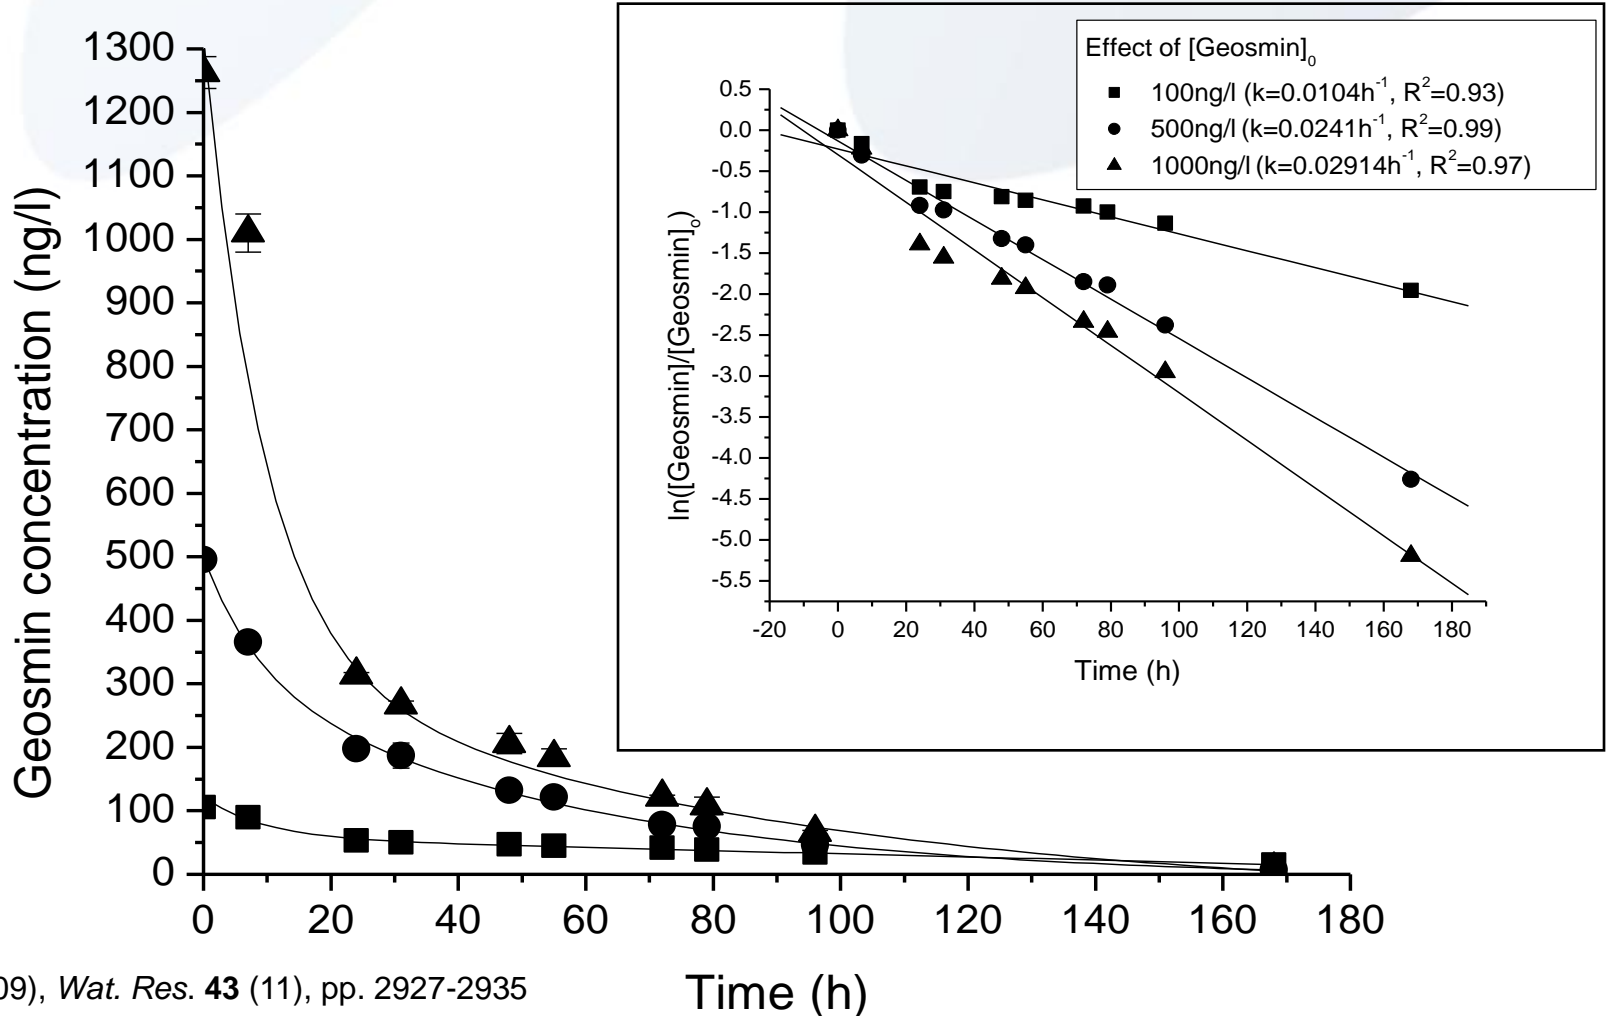 1300
1200
1100
1000
900
800
700
600
500
400
300
200
100
0
Geosmin concentration (ng/l)
0 20 40 60 80 100 120 140 160 180
Time (h)
Effect of [Geosmin]₀
100ng/l (k=0.0104h⁻¹, R²=0.93)
500ng/l (k=0.0241h⁻¹, R²=0.99)
1000ng/l (k=0.02914h⁻¹, R²=0.97)
0.5
0.0
-0.5
-1.0
-1.5
-2.0
-2.5
-3.0
-3.5
-4.0
-4.5
-5.0
-5.5
ln([Geosmin]/[Geosmin]₀)
-20 0 20 40 60 80 100 120 140 160 180
Time (h)
09), Wat. Res. 43 (11), pp. 2927-2935